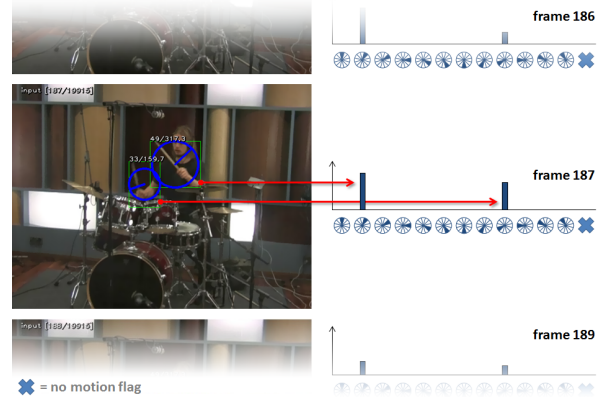 frame 186
input [187/19915]
49/317.3
33/159.7
frame 187
input [188/19915]
frame 189
= no motion flag